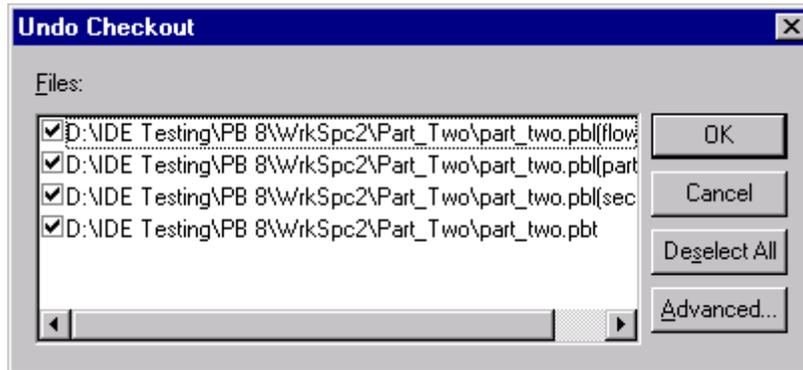 Undo Checkout
Files:
D:\IDE Testing\PB 8\WrkSpc2\Part_Two\part_two.pbl(flow
D:\IDE Testing\PB 8\WrkSpc2\Part_Two\part_two.pbl(part
D:\IDE Testing\PB 8\WrkSpc2\Part_Two\part_two.pbl(sec
D:\IDE Testing\PB 8\WrkSpc2\Part_Two\part_two.pbt
OK
Cancel
Deselect All
Advanced...